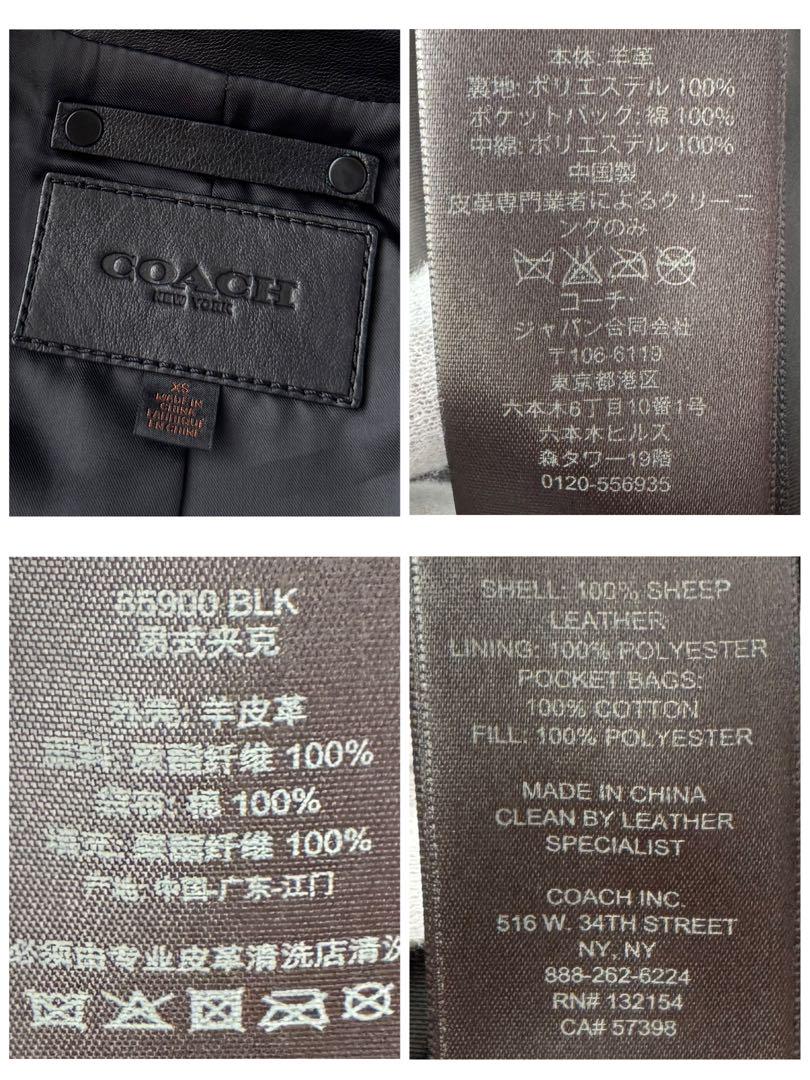 COACH
NEW YORK
XS
MADE IN
CHINA
FABRIQUÉ
EN CHINE
本体: 羊革
裏地: ポリエステル 100%
ポケットバッグ: 綿 100%
中綿: ポリエステル 100%
中国製
皮革専門業者によるクリーニ
ングのみ
コーチ・
ジャパン合同会社
〒106-6119
東京都港区
六本木6丁目10番1号
六本木ヒルズ
森タワー19階
0120-556935
BLK
男式夹克
外壳: 羊皮革
聚酯纤维 100%
袋布: 棉 100%
填充: 聚酯纤维 100%
产地: 中国-广东-江门
必须由专业皮革清洗店清洗
SHELL: 100% SHEEP
LEATHER
LINING: 100% POLYESTER
POCKET BAGS:
100% COTTON
FILL: 100% POLYESTER
MADE IN CHINA
CLEAN BY LEATHER
SPECIALIST
COACH INC.
516 W. 34TH STREET
NY, NY
888-262-6224
RN# 132154
CA# 57398